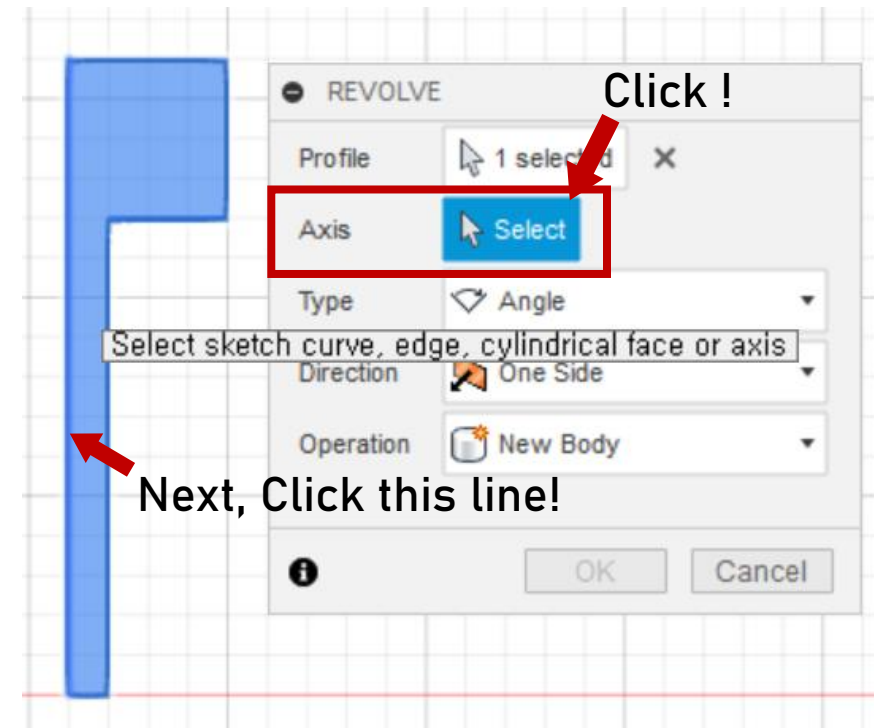 REVOLVE
Click !
Profile
1 selected
Axis
Select
Type
Angle
Select sketch curve, edge, cylindrical face or axis
Direction
One Side
Operation
New Body
Next, Click this line!
OK
Cancel